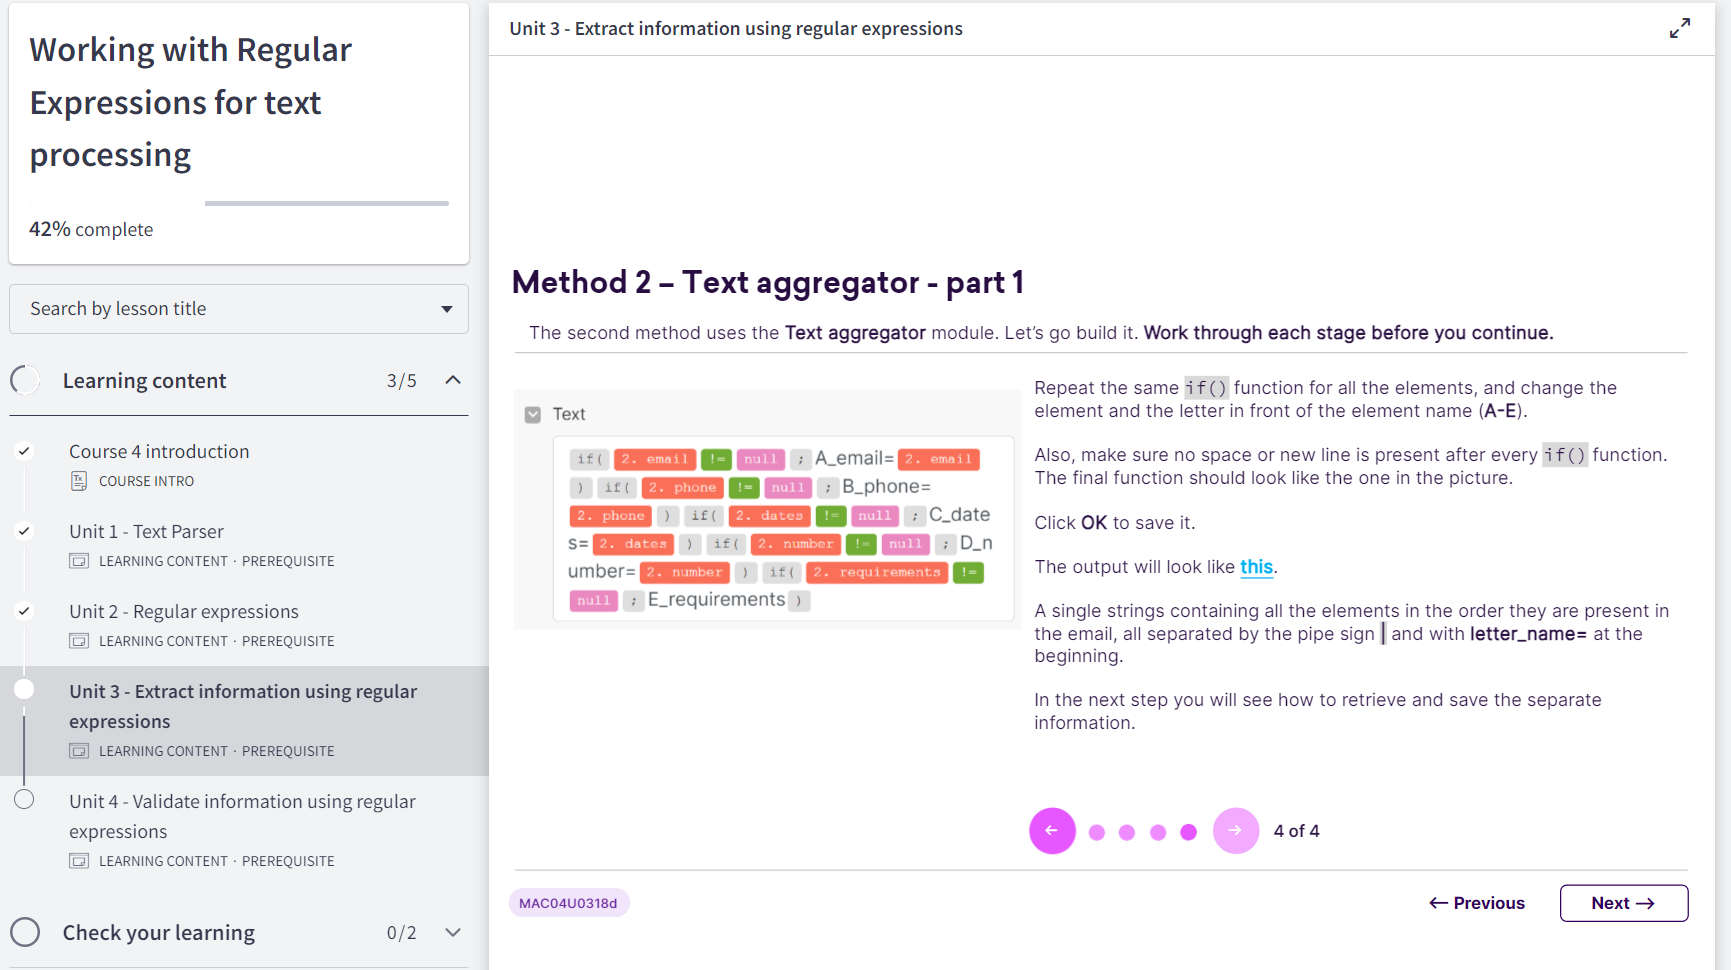 Working with Regular
Expressions for text
processing
42% complete
Search by lesson title
Learning content 3/5
Course 4 introduction
COURSE INTRO
Unit 1 - Text Parser
LEARNING CONTENT · PREREQUISITE
Unit 2 - Regular expressions
LEARNING CONTENT · PREREQUISITE
Unit 3 - Extract information using regular
expressions
LEARNING CONTENT · PREREQUISITE
Unit 4 - Validate information using regular
expressions
LEARNING CONTENT · PREREQUISITE
Check your learning 0/2
Unit 3 - Extract information using regular expressions
Method 2 – Text aggregator - part 1
The second method uses the Text aggregator module. Let's go build it. Work through each stage before you continue.
Text
if( 2. email != null ; A_email= 2. email
) if( 2. phone != null ; B_phone=
2. phone ) if( 2. dates != null ; C_date
s= 2. dates ) if( 2. number != null ; D_n
umber= 2. number ) if( 2. requirements !=
null ; E_requirements )
Repeat the same if() function for all the elements, and change the
element and the letter in front of the element name (A-E).
Also, make sure no space or new line is present after every if() function.
The final function should look like the one in the picture.
Click OK to save it.
The output will look like this.
A single strings containing all the elements in the order they are present in
the email, all separated by the pipe sign | and with letter_name= at the
beginning.
In the next step you will see how to retrieve and save the separate
information.
← → 4 of 4
MAC04U0318d
← Previous
Next →